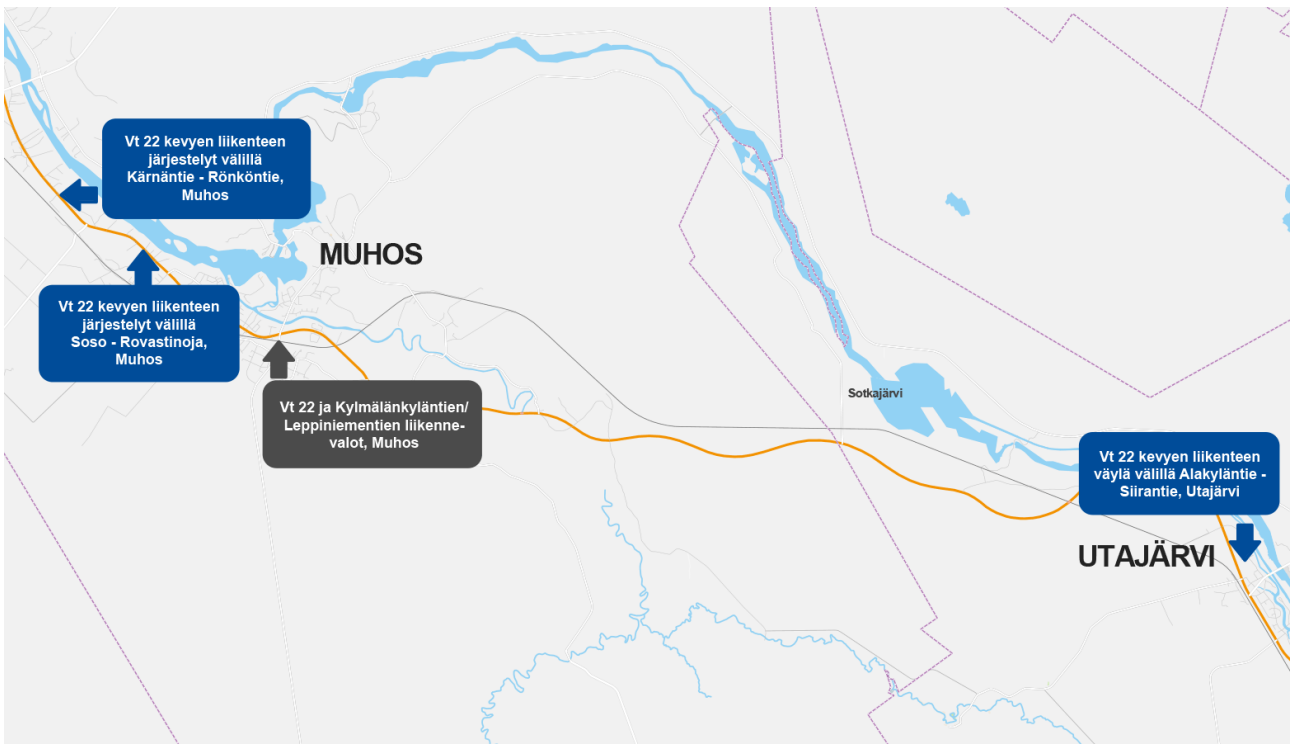 Vt 22 kevyen liikenteen
järjestelyt välillä
Kärnäntie - Rönköntie,
Muhos
MUHOS
Vt 22 kevyen liikenteen
järjestelyt välillä
Soso - Rovastinoja,
Muhos
Vt 22 ja Kylmälänkyläntien/
Leppiniementien liikenne-
valot, Muhos
Sotkajärvi
Vt 22 kevyen liikenteen
väylä välillä Alakyläntie -
Siirantie, Utajärvi
UTAJÄRVI